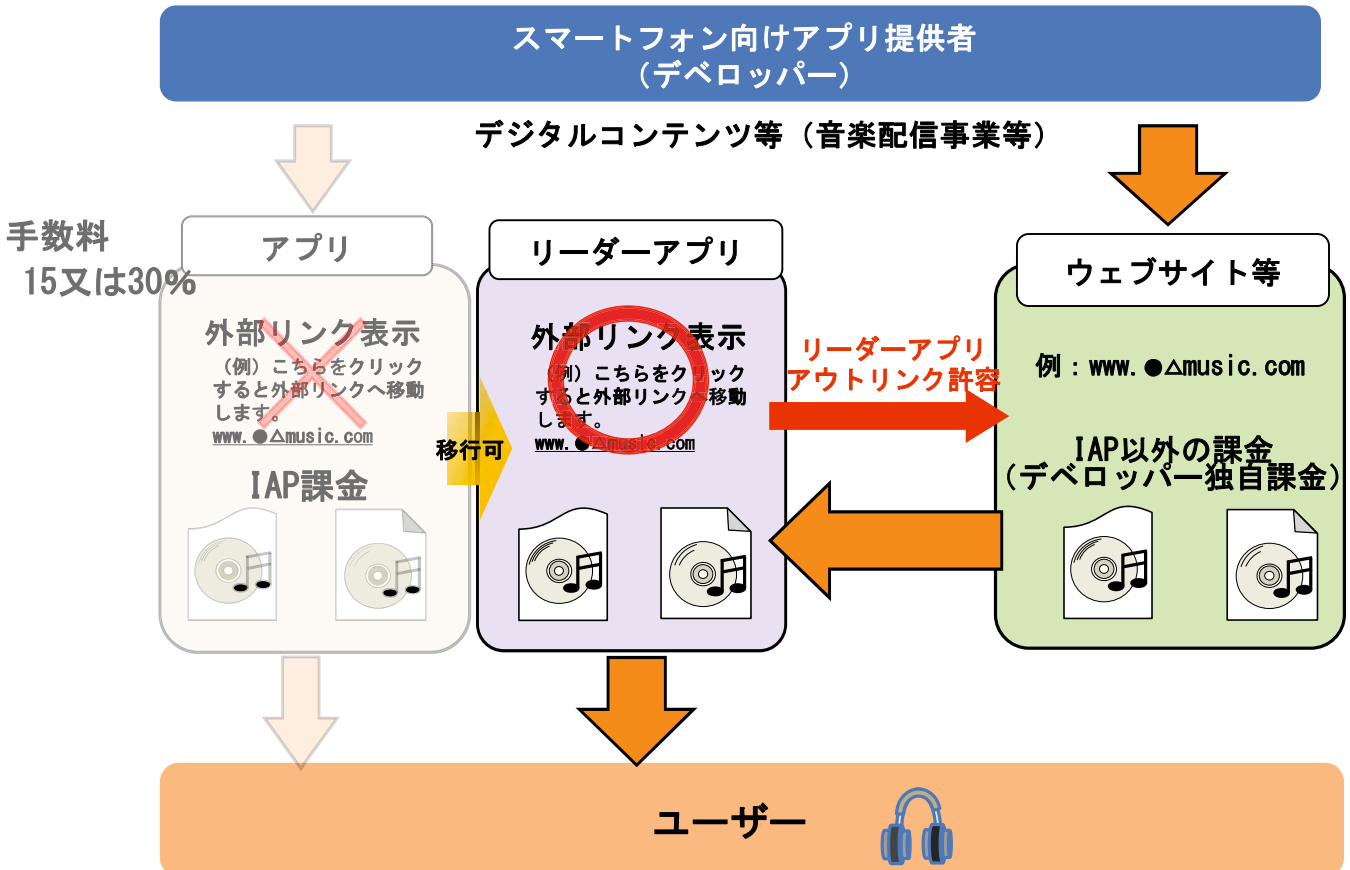 スマートフォン向けアプリ提供者
（デベロッパー）
デジタルコンテンツ等（音楽配信事業等）
手数料
15又は30%
アプリ
外部リンク表示
（例）こちらをクリック
すると外部リンクへ移動
します。
www.●△music.com
IAP課金
移行可
リーダーアプリ
外部リンク表示
（例）こちらをクリック
すると外部リンクへ移動
します。
www.●△music.com
リーダーアプリ
アウトリンク許容
ウェブサイト等
例：www.●△music.com
IAP以外の課金
（デベロッパー独自課金）
ユーザー